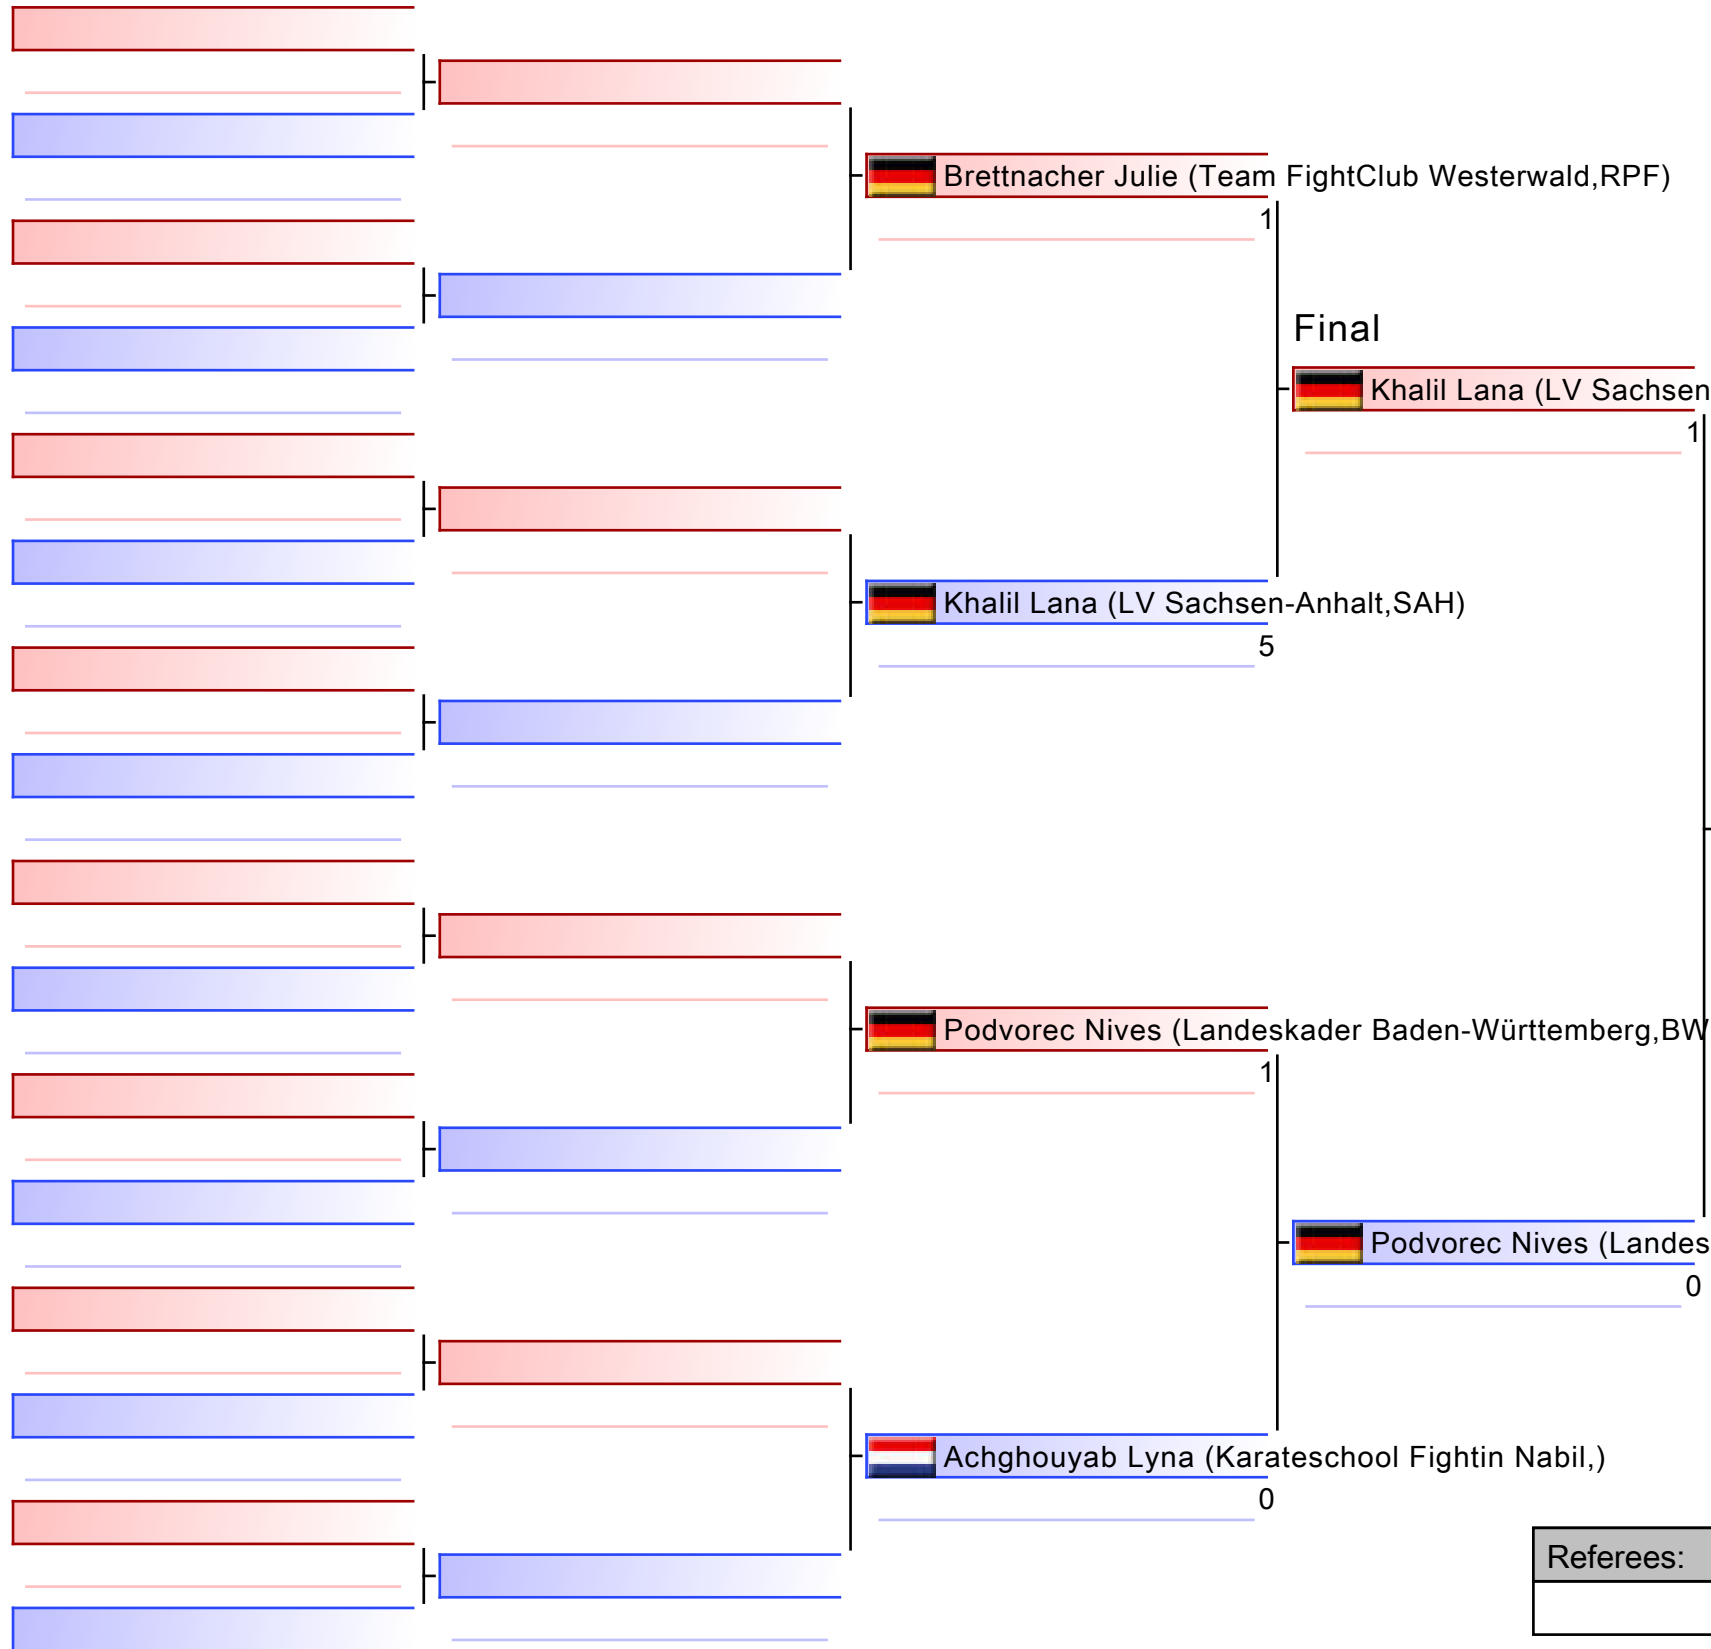 Brettnacher Julie (Team FightClub Westerwald,RPF)
1
Final
Khalil Lana (LV Sachsen
1
Khalil Lana (LV Sachsen-Anhalt,SAH)
5
Podvorec Nives (Landeskader Baden-Württemberg,BW
1
Podvorec Nives (Landes
0
Achghouyab Lyna (Karateschool Fightin Nabil,)
0
Referees: